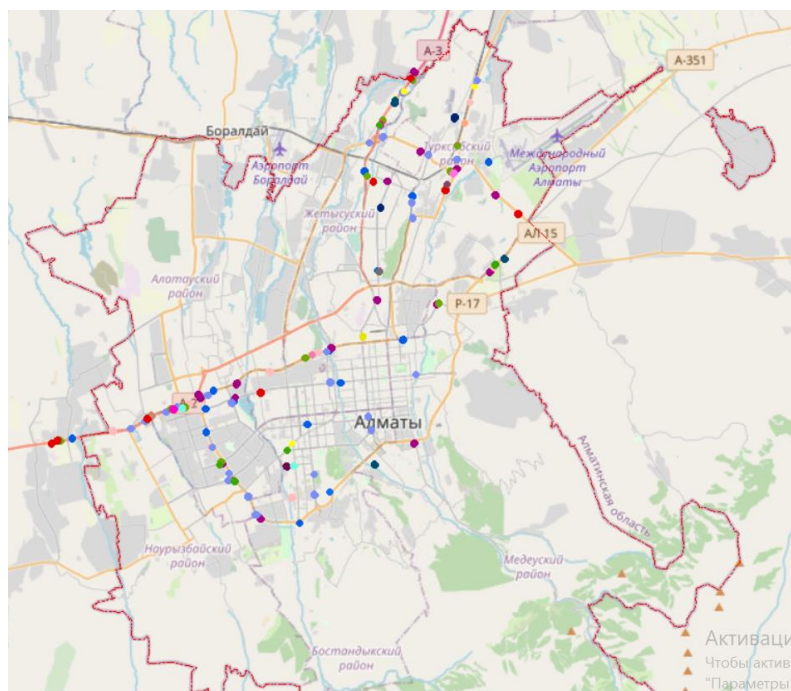 A-3
A-351
Боралдай
Турксибский
район
Международный
Аэропорт
Алматы
Аэропорт
Боралдай
Жетысуский
район
АЛ 15
Алатауский
район
P-17
A-2
Алматы
Алматинская область
Наурызбайский
район
Медеуский
район
Бостандыкский
район
Активаци
Чтобы актив
"Параметры